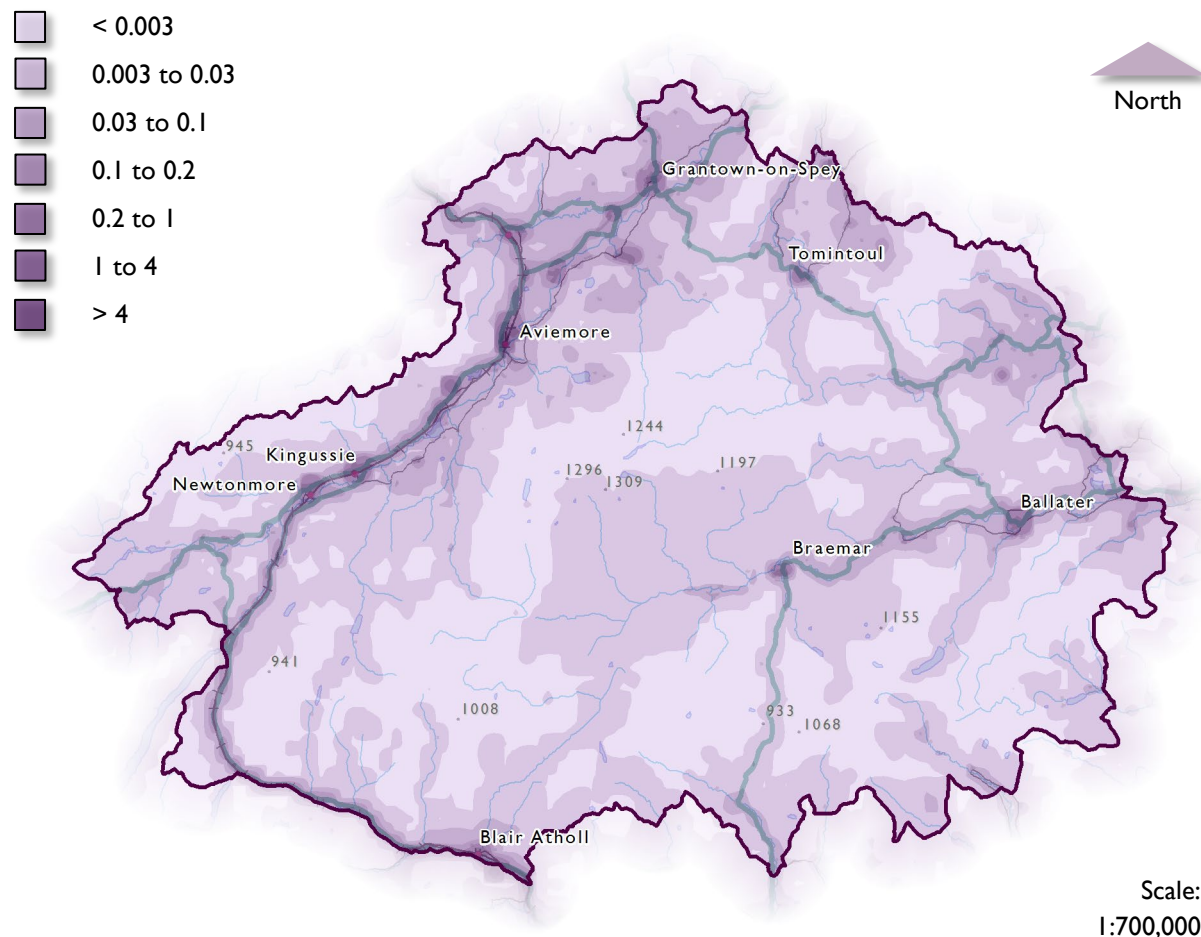 < 0.003
0.003 to 0.03
0.03 to 0.1
0.1 to 0.2
0.2 to 1
1 to 4
> 4
North
Grantown-on-Spey
Tomintoul
Aviemore
1244
945
Kingussie
1296
1197
1309
Newtonmore
Ballater
Braemar
1155
941
1008
933
1068
Blair Atholl
Scale:
1:700,000